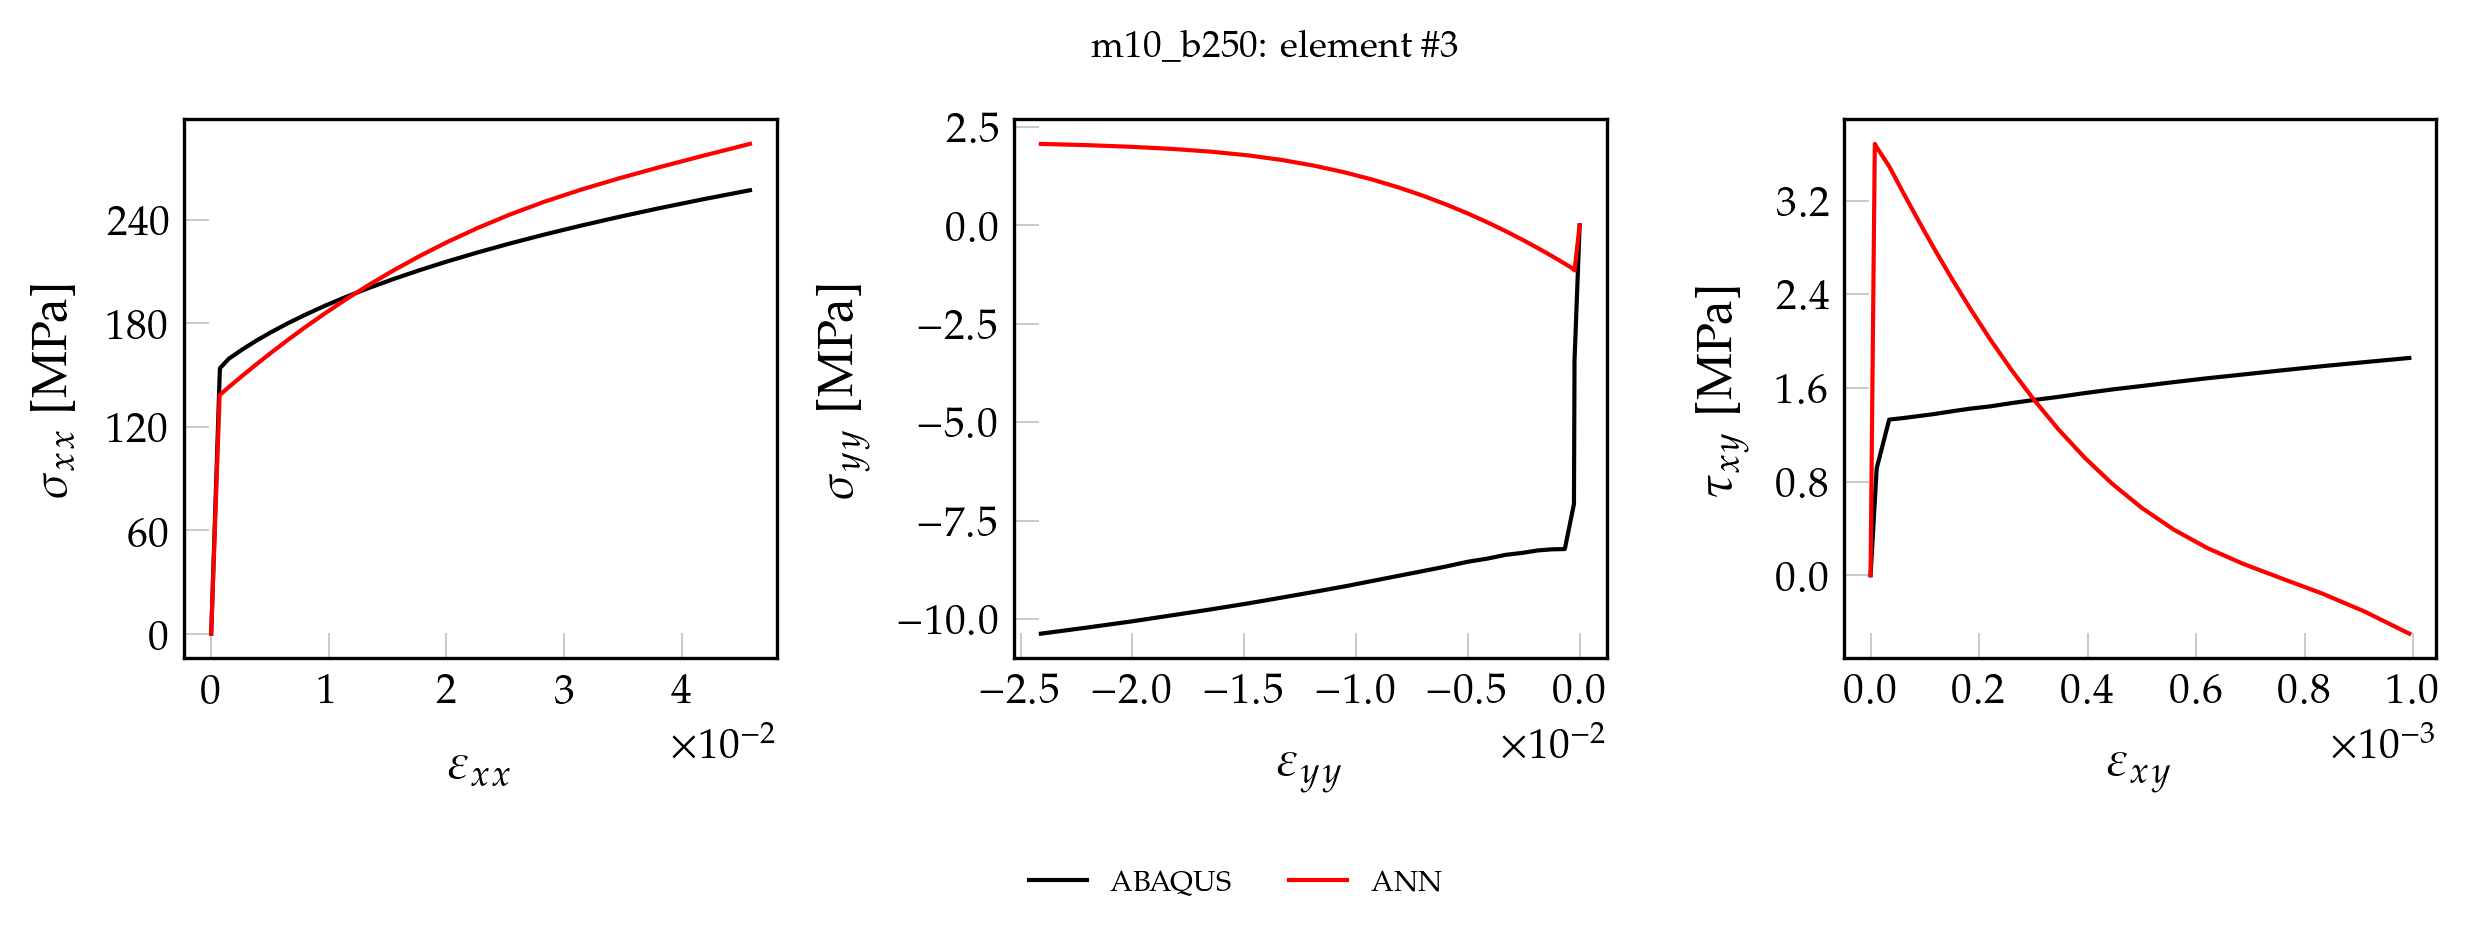 m10_b250: element #3
σxx [MPa]
240
180
120
60
0
0 1 2 3 4
×10⁻²
εxx
σyy [MPa]
2.5
0.0
−2.5
−5.0
−7.5
−10.0
−2.5 −2.0 −1.5 −1.0 −0.5 0.0
×10⁻²
εyy
τxy [MPa]
3.2
2.4
1.6
0.8
0.0
0.0 0.2 0.4 0.6 0.8 1.0
×10⁻³
εxy
ABAQUS ANN